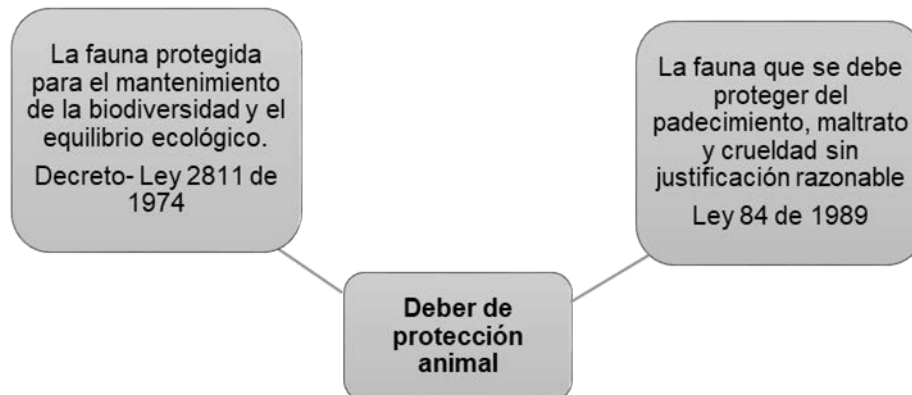 La fauna protegida
para el mantenimiento
de la biodiversidad y el
equilibrio ecológico.
Decreto- Ley 2811 de
1974
La fauna que se debe
proteger del
padecimiento, maltrato
y crueldad sin
justificación razonable
Ley 84 de 1989
Deber de
protección
animal